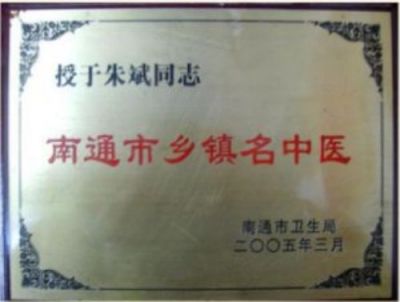 授于朱斌同志
南通市乡镇名中医
南通市卫生局
二〇〇五年三月